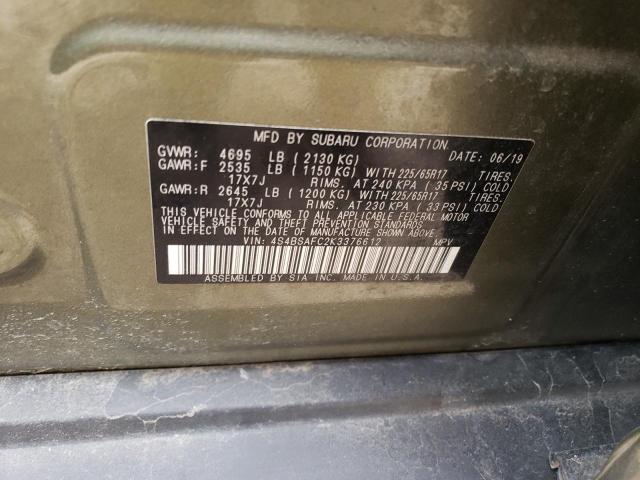 MFD BY SUBARU CORPORATION DATE: 06/19
GVWR: 4695 LB ( 2130 KG)
GAWR:F 2535 LB ( 1150 KG) WITH 225/65R17 TIRES.
17X7J RIMS. AT 240 KPA ( 35 PSI) COLD
GAWR:R 2645 LB ( 1200 KG) WITH 225/65R17 TIRES.
17X7J RIMS. AT 230 KPA ( 33 PSI) COLD
THIS VEHICLE CONFORMS TO ALL APPLICABLE FEDERAL MOTOR
VEHICLE SAFETY AND BUMPER STANDARDS
IN EFFECT ON THE DATE OF MANUFACTURE SHOWN ABOVE.
VIN: 4S4BSAFC2K3376612 MPV
ASSEMBLED BY SIA INC. MADE IN U.S.A.